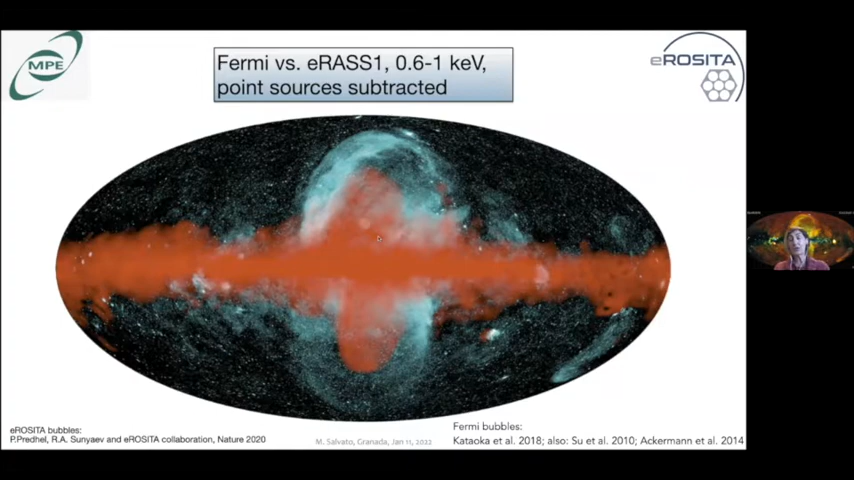 MPE
Fermi vs. eRASS1, 0.6-1 keV,
point sources subtracted
eROSITA
eROSITA bubbles:
P.Predhel, R.A. Sunyaev and eROSITA collaboration, Nature 2020
M. Salvato, Granada, Jan 11, 2022
Fermi bubbles:
Kataoka et al. 2018; also: Su et al. 2010; Ackermann et al. 2014